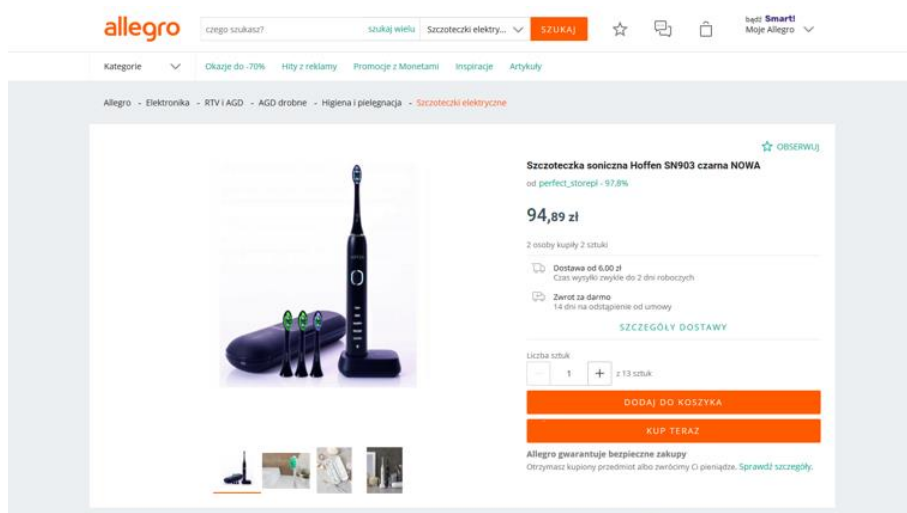 allegro
czego szukasz?
szukaj wielu
Szczoteczki elektry...
SZUKAJ
bądź Smart!
Moje Allegro
Kategorie
Okazje do -70%
Hity z reklamy
Promocje z Monetami
Inspiracje
Artykuły
Allegro - Elektronika - RTV i AGD - AGD drobne - Higiena i pielęgnacja - Szczoteczki elektryczne
OBSERWUJ
Szczoteczka soniczna Hoffen SN903 czarna NOWA
od perfect_storepl - 97,8%
94,89 zł
2 osoby kupiły 2 sztuki
Dostawa od 6,00 zł
Czas wysyłki zwykle do 2 dni roboczych
Zwrot za darmo
14 dni na odstąpienie od umowy
SZCZEGÓŁY DOSTAWY
Liczba sztuk
− 1 + z 13 sztuk
DODAJ DO KOSZYKA
KUP TERAZ
Allegro gwarantuje bezpieczne zakupy
Otrzymasz kupiony przedmiot albo zwrócimy Ci pieniądze. Sprawdź szczegóły.